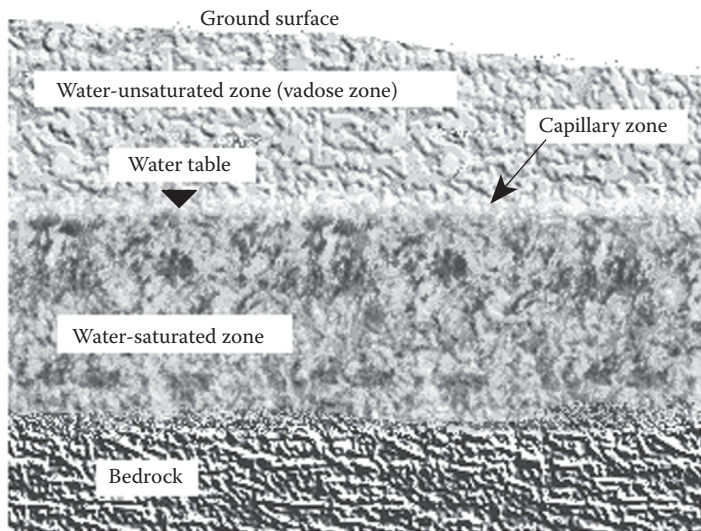 Ground surface
Water-unsaturated zone (vadose zone)
Capillary zone
Water table
Water-saturated zone
Bedrock